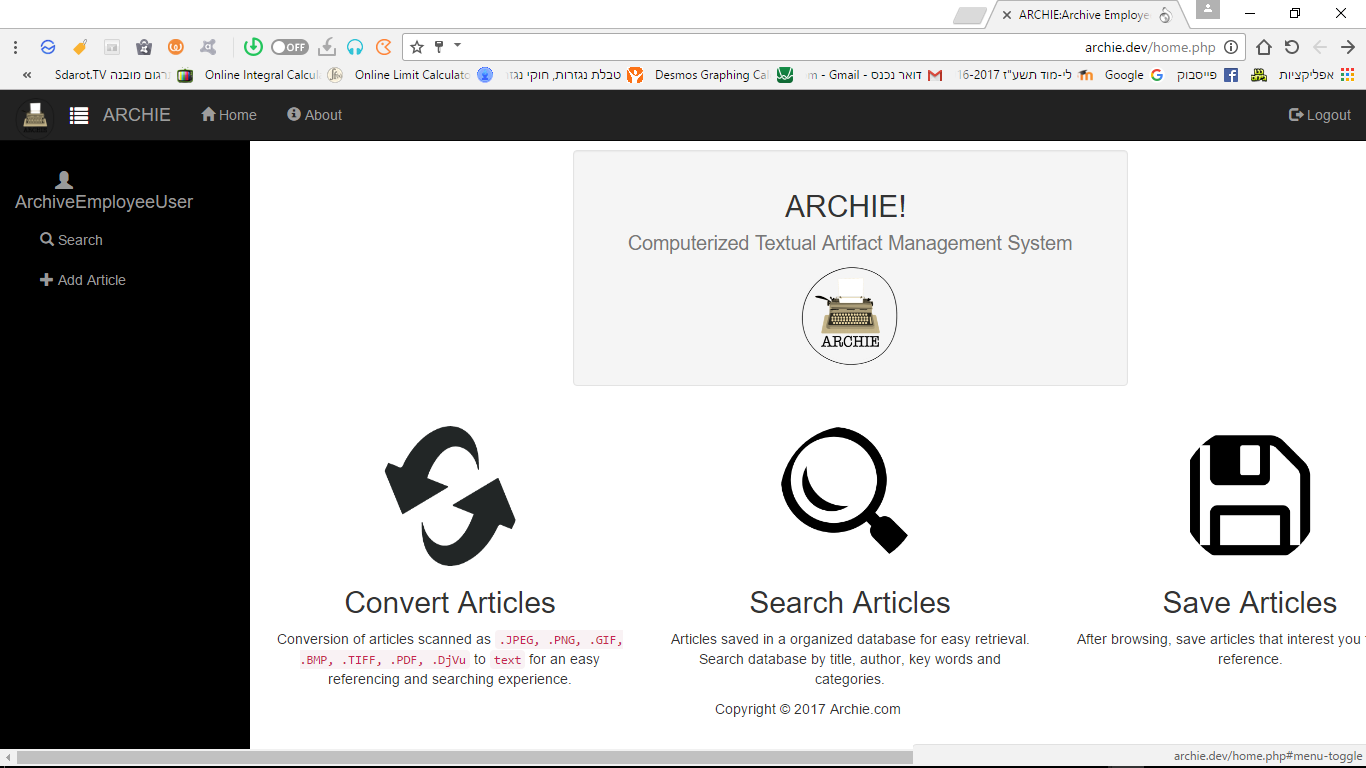 ARCHIE:Archive Employe
OFF
archie.dev/home.php
«
Sdarot.TV תרגום מובנה
Online Integral Calcul
Online Limit Calculato
טבלת נגזרות, חוקי נגז
Desmos Graphing Cal
דואר נכנס - Gmail - m
לי-מוד תשע"ז 16-2017
Google
פייסבוק
אפליקציות
ARCHIE
Home
About
Logout
ArchiveEmployeeUser
Search
Add Article
ARCHIE!
Computerized Textual Artifact Management System
ARCHIE
Convert Articles
Conversion of articles scanned as .JPEG, .PNG, .GIF,
.BMP, .TIFF, .PDF, .DjVu to text for an easy
referencing and searching experience.
Search Articles
Articles saved in a organized database for easy retrieval.
Search database by title, author, key words and
categories.
Save Articles
After browsing, save articles that interest you
reference.
Copyright © 2017 Archie.com
archie.dev/home.php#menu-toggle